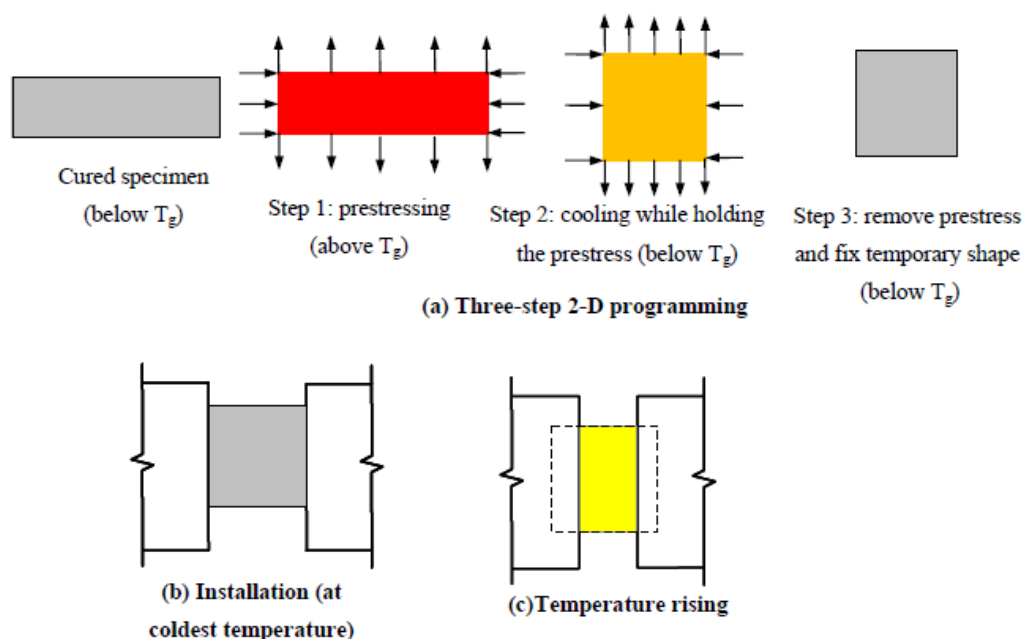 Cured specimen
(below Tg)
Step 1: prestressing
(above Tg)
Step 2: cooling while holding
the prestress (below Tg)
Step 3: remove prestress
and fix temporary shape
(below Tg)
(a) Three-step 2-D programming
(b) Installation (at
coldest temperature)
(c)Temperature rising